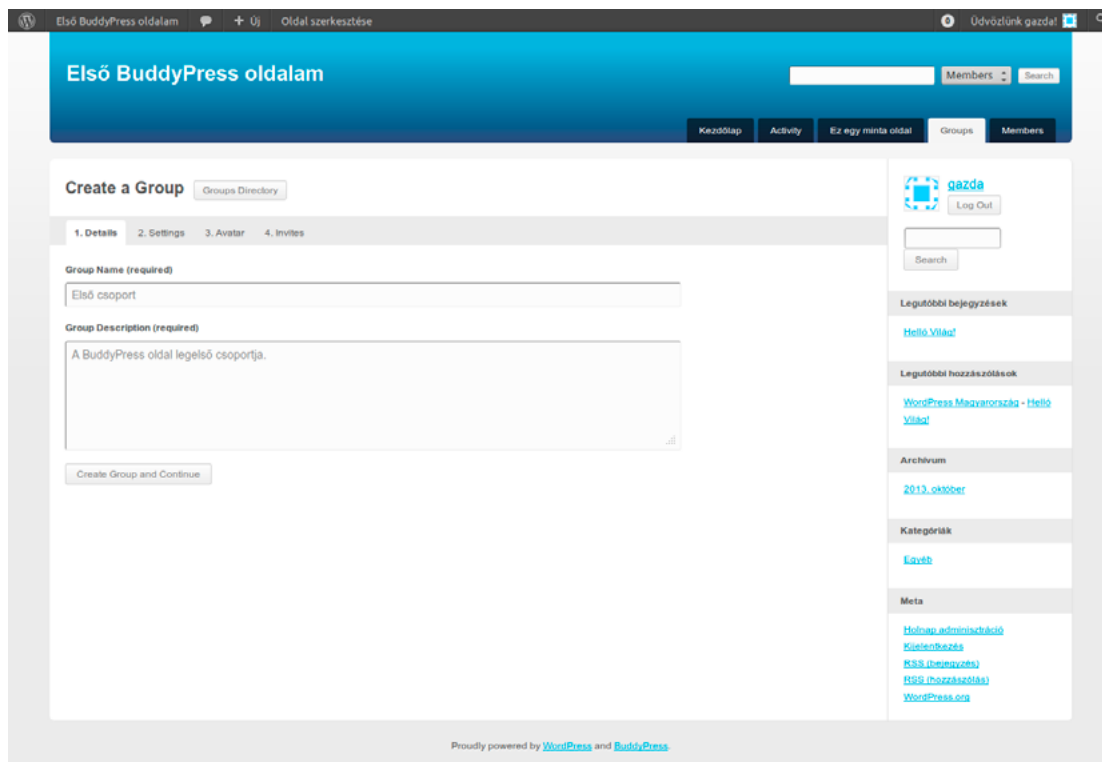 Első BuddyPress oldalam + Új Oldal szerkesztése 0 Üdvözlünk gazda!
Első BuddyPress oldalam
Members Search
Kezdőlap Activity Ez egy minta oldal Groups Members
Create a Group Groups Directory
1. Details 2. Settings 3. Avatar 4. Invites
Group Name (required)
Első csoport
Group Description (required)
A BuddyPress oldal legelső csoportja.
Create Group and Continue
gazda
Log Out
Search
Legutóbbi bejegyzések
Helló Világ!
Legutóbbi hozzászólások
WordPress Magyarország - Helló
Világ!
Archívum
2013. október
Kategóriák
Egyéb
Meta
Honlap adminisztráció
Kijelentkezés
RSS (bejegyzés)
RSS (hozzászólás)
WordPress.org
Proudly powered by WordPress and BuddyPress.